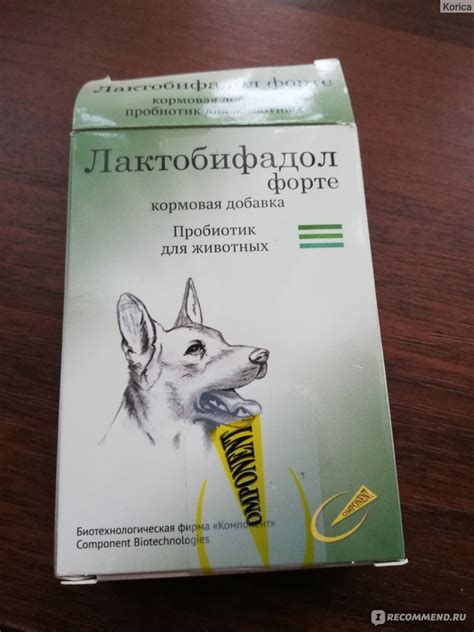 Korica
Лактобифадол форте
кормовая добавка
пробиотик для животных
Лактобифадол
форте
кормовая добавка
Пробиотик
для животных
COMPONENT
COMPONENT
Биотехнологическая фирма «Компонент»
Component Biotechnologies
I RECOMMEND.RU